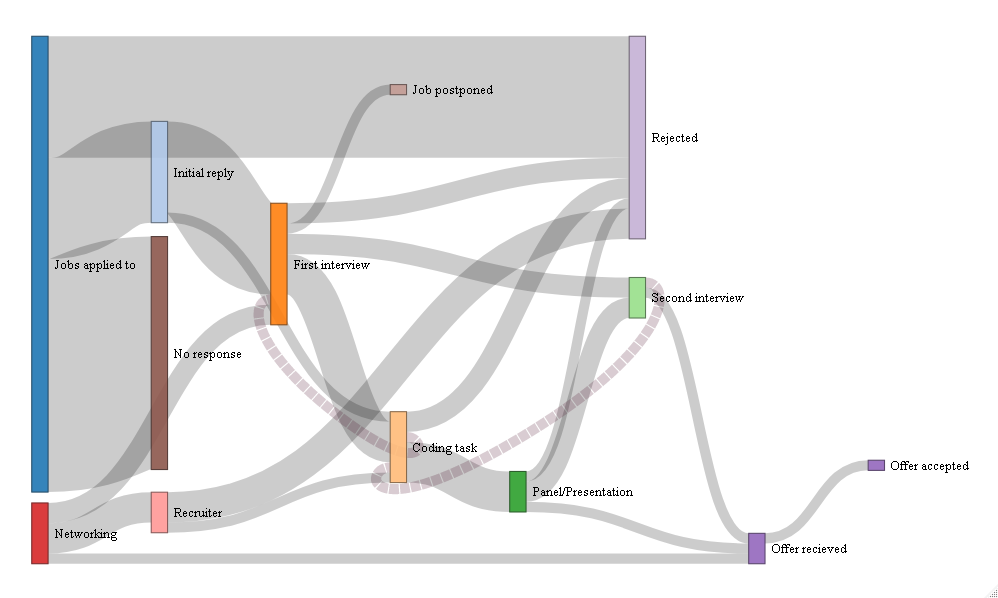 Job postponed
Rejected
Initial reply
Jobs applied to
First interview
Second interview
No response
Coding task
Offer accepted
Panel/Presentation
Recruiter
Networking
Offer recieved